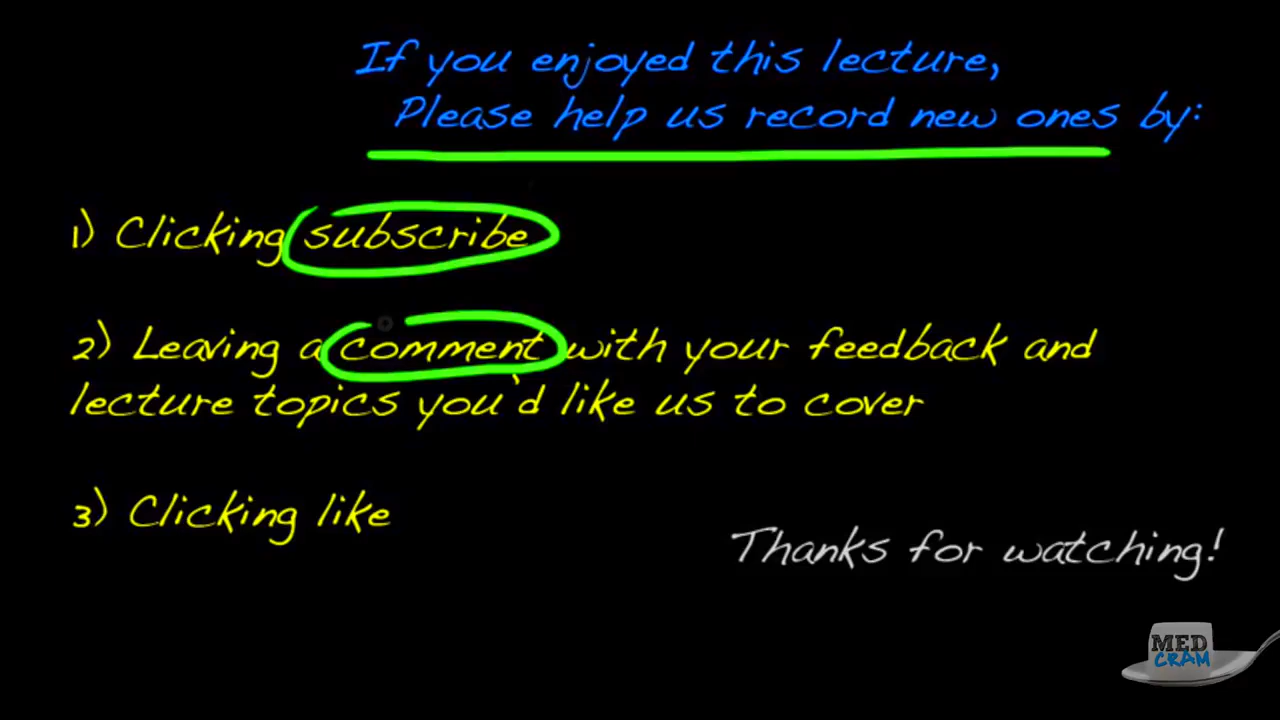 If you enjoyed this lecture,
Please help us record new ones by:
1) Clicking subscribe
2) Leaving a comment with your feedback and
lecture topics you'd like us to cover
3) Clicking like
Thanks for watching!
MED
CRAM